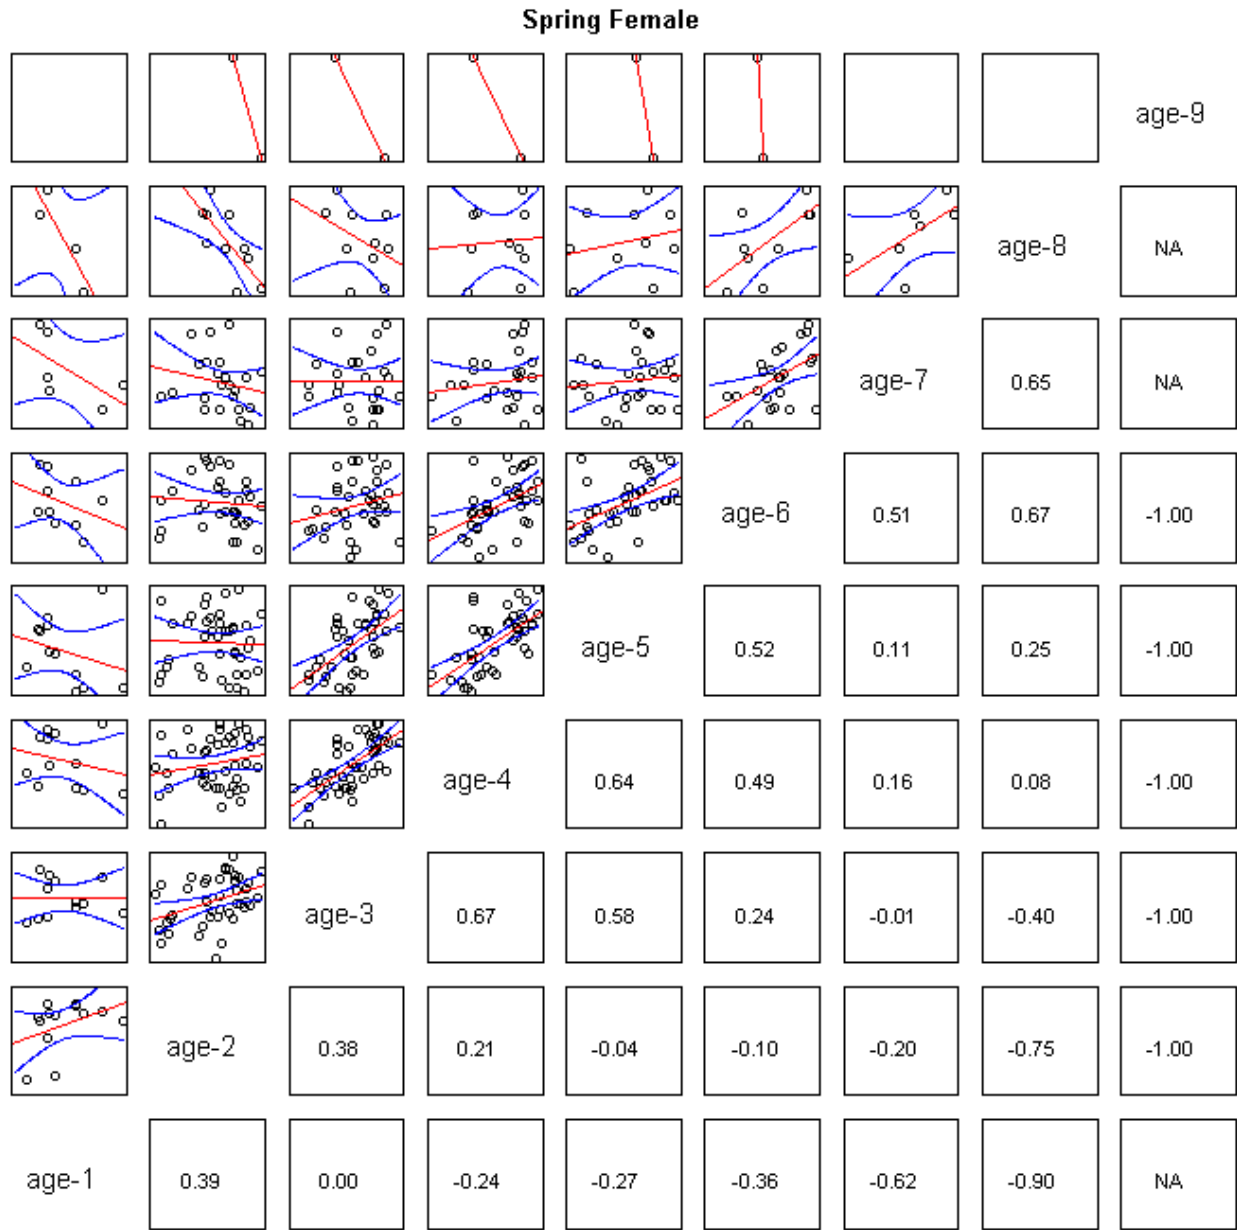 Spring Female
age-9
age-8 NA
age-7 0.65 NA
age-6 0.51 0.67 -1.00
age-5 0.52 0.11 0.25 -1.00
age-4 0.64 0.49 0.16 0.08 -1.00
age-3 0.67 0.58 0.24 -0.01 -0.40 -1.00
age-2 0.38 0.21 -0.04 -0.10 -0.20 -0.75 -1.00
age-1 0.39 0.00 -0.24 -0.27 -0.36 -0.62 -0.90 NA